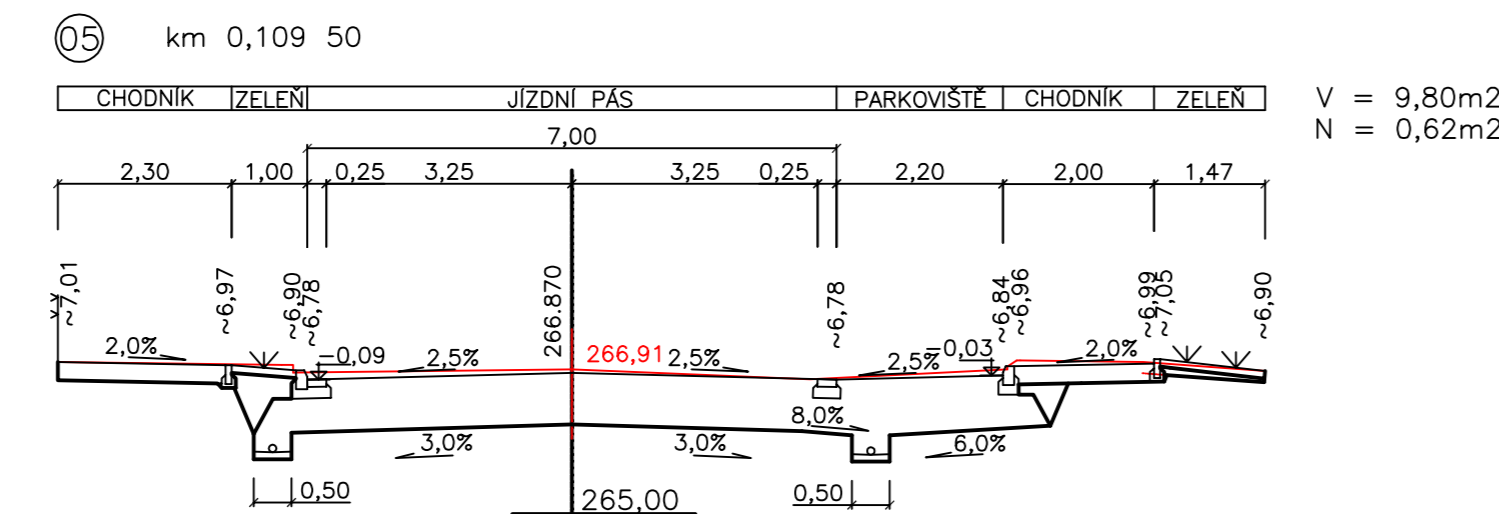 05 km 0,109 50
CHODNÍK ZELEŇ JÍZDNÍ PÁS PARKOVIŠTĚ CHODNÍK ZELEŇ
V = 9,80m2
N = 0,62m2
7,00
2,30 1,00 0,25 3,25 3,25 0,25 2,20 2,00 1,47
~7,01 ~6,97 ~6,90 ~6,78 266.870 ~6,78 ~6,84 ~6,96 ~6,99 ~7,05 ~6,90
2,0% -0,09 2,5% 266,91 2,5% 2,5% -0,03 2,0%
3,0% 3,0% 8,0% 6,0%
0,50 265,00 0,50